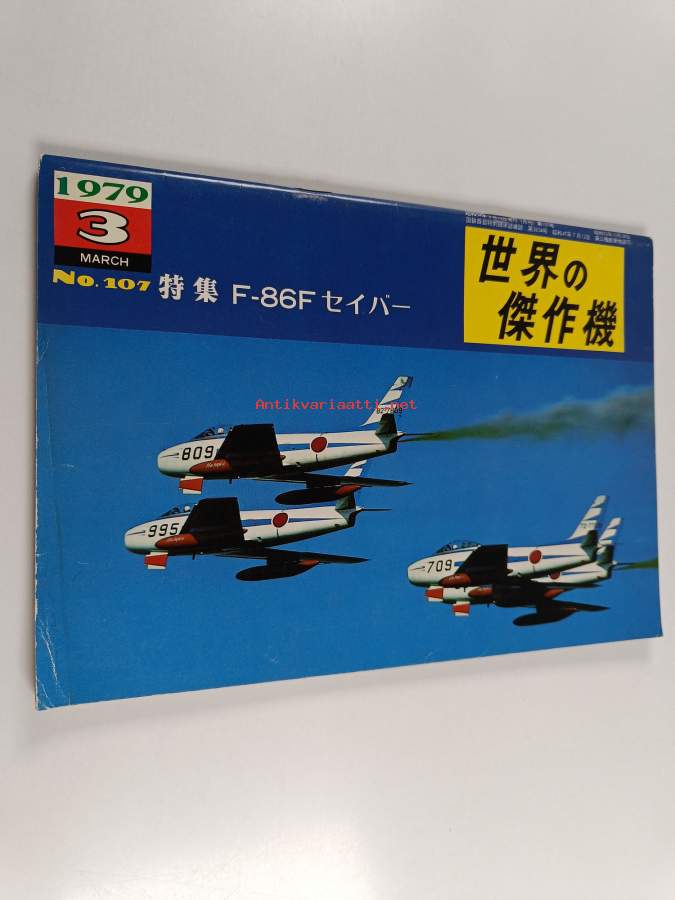 1979
3
MARCH
No. 107 特集 F-86F セイバー
世界の
傑作機
Antikvariaatti.net
809
995
709